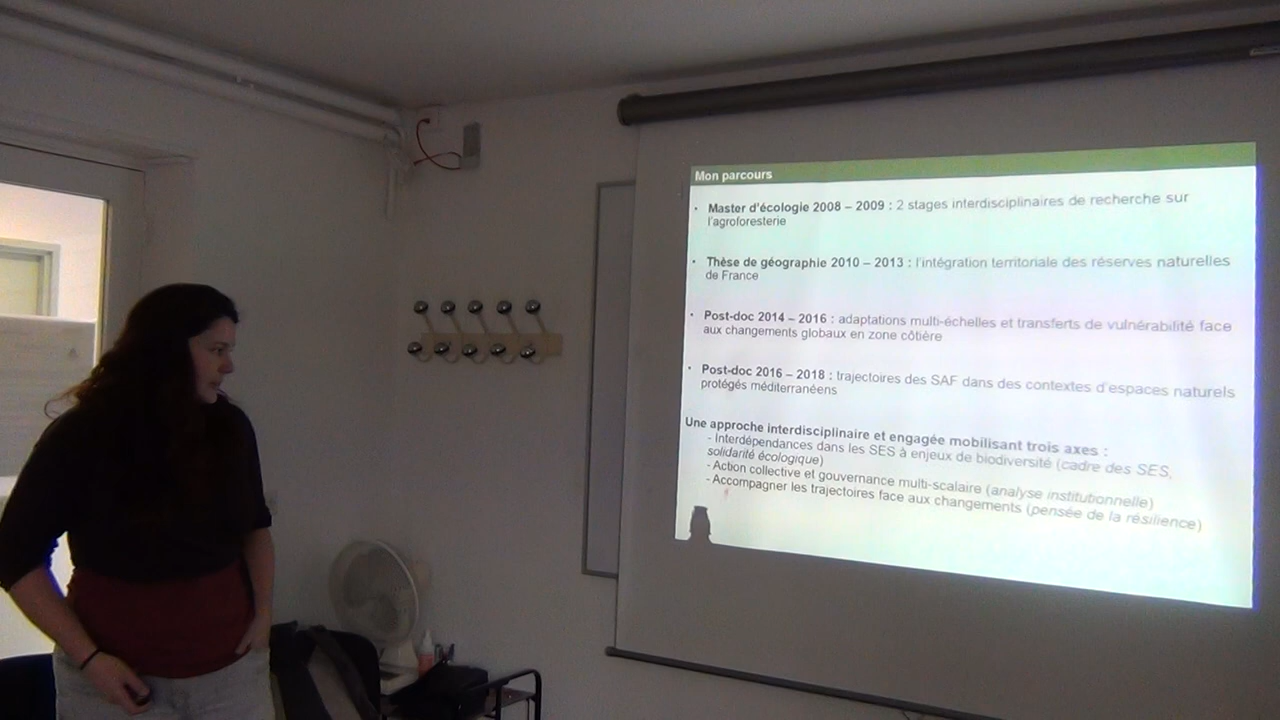 Mon parcours
• Master d'écologie 2008 – 2009 : 2 stages interdisciplinaires de recherche sur
l'agroforesterie
• Thèse de géographie 2010 – 2013 : l'intégration territoriale des réserves naturelles
de France
• Post-doc 2014 – 2016 : adaptations multi-échelles et transferts de vulnérabilité face
aux changements globaux en zone côtière
• Post-doc 2016 – 2018 : trajectoires des SAF dans des contextes d'espaces naturels
protégés méditerranéens
Une approche interdisciplinaire et engagée mobilisant trois axes :
- Interdépendances dans les SES à enjeux de biodiversité (cadre des SES,
solidarité écologique)
- Action collective et gouvernance multi-scalaire (analyse institutionnelle)
- Accompagner les trajectoires face aux changements (pensée de la résilience)